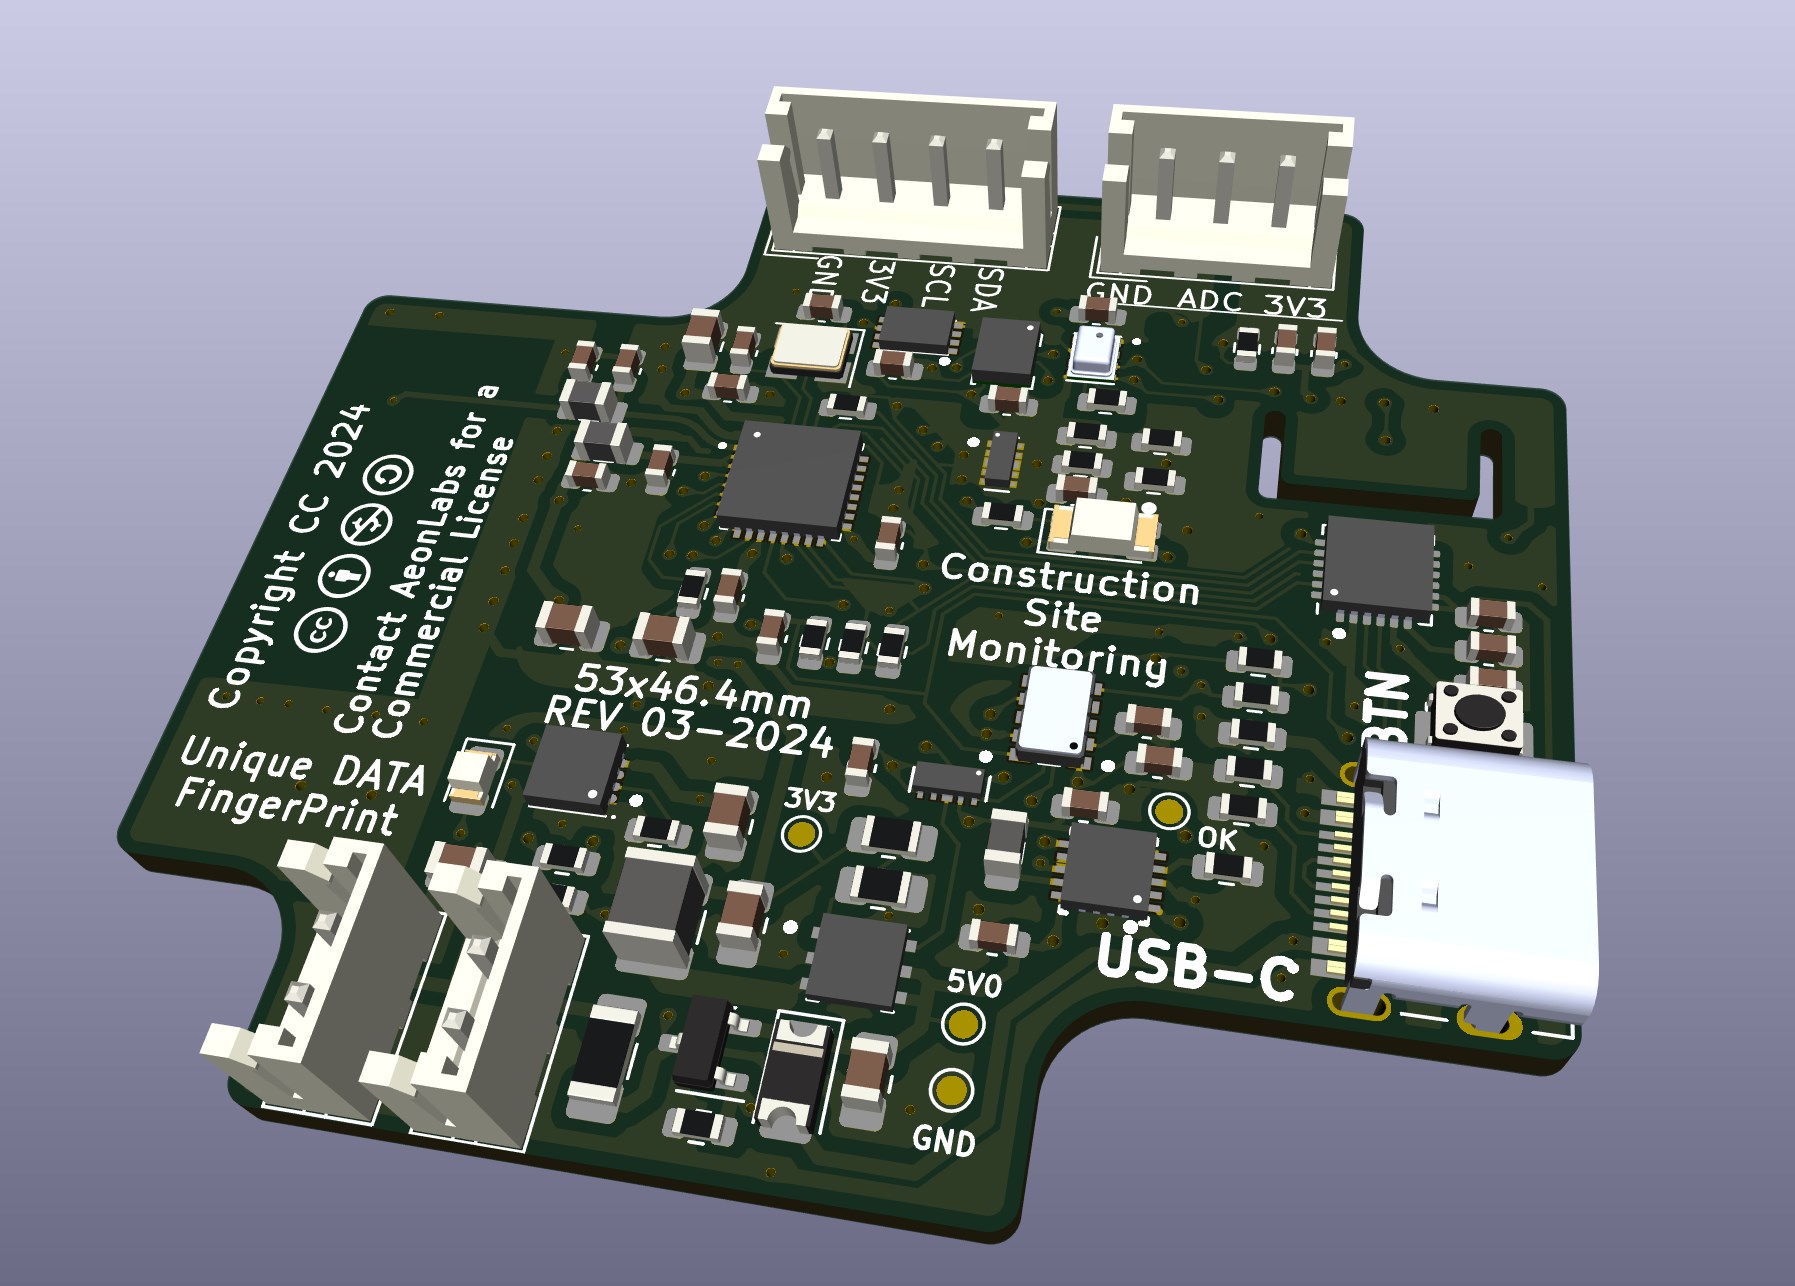 GND
3V3
SCL
SDA
GND ADC 3V3
Copyright CC 2024
cc
Contact AeonLabs for a
Commercial License
Construction
Site
Monitoring
53x46.4mm
REV 03-2024
Unique DATA
FingerPrint
3V3
BTN
OK
USB-C
5V0
GND